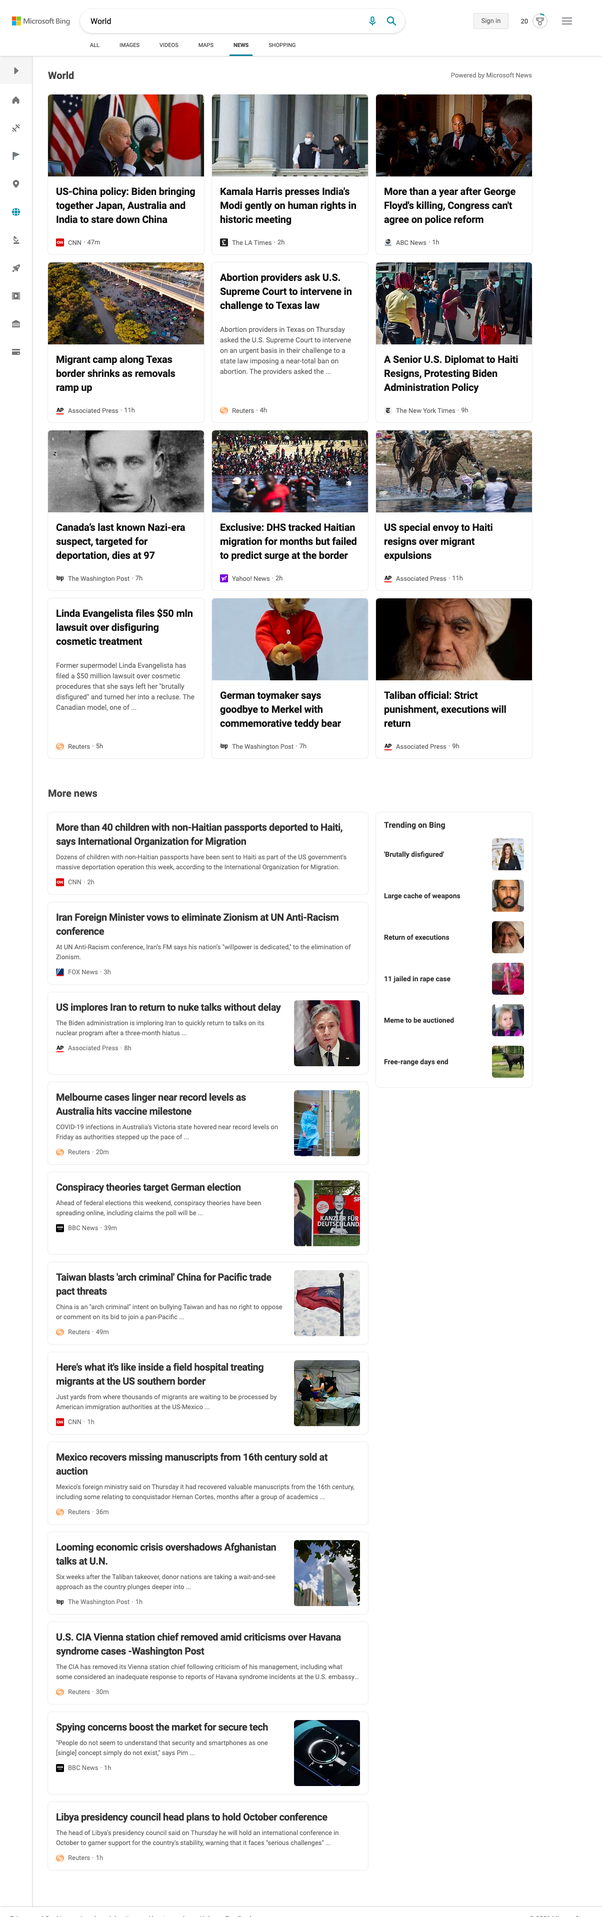 Microsoft Bing
World
Sign in
20
ALL
IMAGES
VIDEOS
MAPS
NEWS
SHOPPING
World
Powered by Microsoft News
US-China policy: Biden bringing
together Japan, Australia and
India to stare down China
CNN · 47m
Kamala Harris presses India's
Modi gently on human rights in
historic meeting
The LA Times · 2h
More than a year after George
Floyd's killing, Congress can't
agree on police reform
ABC News · 1h
Migrant camp along Texas
border shrinks as removals
ramp up
AP Associated Press · 11h
Abortion providers ask U.S.
Supreme Court to intervene in
challenge to Texas law
Abortion providers in Texas on Thursday
asked the U.S. Supreme Court to intervene
on an urgent basis in their challenge to a
state law imposing a near-total ban on
abortion. The providers asked the ...
Reuters · 4h
A Senior U.S. Diplomat to Haiti
Resigns, Protesting Biden
Administration Policy
The New York Times · 9h
Canada's last known Nazi-era
suspect, targeted for
deportation, dies at 97
wp The Washington Post · 7h
Exclusive: DHS tracked Haitian
migration for months but failed
to predict surge at the border
Yahoo! News · 2h
US special envoy to Haiti
resigns over migrant
expulsions
AP Associated Press · 11h
Linda Evangelista files $50 mln
lawsuit over disfiguring
cosmetic treatment
Former supermodel Linda Evangelista has
filed a $50 million lawsuit over cosmetic
procedures that she says left her "brutally
disfigured" and turned her into a recluse. The
Canadian model, one of ...
Reuters · 5h
German toymaker says
goodbye to Merkel with
commemorative teddy bear
wp The Washington Post · 7h
Taliban official: Strict
punishment, executions will
return
AP Associated Press · 9h
More news
More than 40 children with non-Haitian passports deported to Haiti,
says International Organization for Migration
Dozens of children with non-Haitian passports have been sent to Haiti as part of the US government's
massive deportation operation this week, according to the International Organization for Migration.
CNN · 2h
Iran Foreign Minister vows to eliminate Zionism at UN Anti-Racism
conference
At UN Anti-Racism conference, Iran's FM says his nation's "willpower is dedicated," to the elimination of
Zionism.
FOX News · 3h
US implores Iran to return to nuke talks without delay
The Biden administration is imploring Iran to quickly return to talks on its
nuclear program after a three-month hiatus ...
AP Associated Press · 8h
Melbourne cases linger near record levels as
Australia hits vaccine milestone
COVID-19 infections in Australia's Victoria state hovered near record levels on
Friday as authorities stepped up the pace of ...
Reuters · 20m
Conspiracy theories target German election
Ahead of federal elections this weekend, conspiracy theories have been
spreading online, including claims the poll will be ...
BBC News · 39m
KANZLER FÜR
DEUTSCHLAND
Taiwan blasts 'arch criminal' China for Pacific trade
pact threats
China is an "arch criminal" intent on bullying Taiwan and has no right to oppose
or comment on its bid to join a pan-Pacific ...
Reuters · 49m
Here's what it's like inside a field hospital treating
migrants at the US southern border
Just yards from where thousands of migrants are waiting to be processed by
American immigration authorities at the US-Mexico ...
CNN · 1h
Mexico recovers missing manuscripts from 16th century sold at
auction
Mexico's foreign ministry said on Thursday it had recovered valuable manuscripts from the 16th century,
including some relating to conquistador Hernan Cortes, months after a group of academics ...
Reuters · 36m
Looming economic crisis overshadows Afghanistan
talks at U.N.
Six weeks after the Taliban takeover, donor nations are taking a wait-and-see
approach as the country plunges deeper into ...
wp The Washington Post · 1h
U.S. CIA Vienna station chief removed amid criticisms over Havana
syndrome cases -Washington Post
The CIA has removed its Vienna station chief following criticism of his management, including what
some considered an inadequate response to reports of Havana syndrome incidents at the U.S. embassy...
Reuters · 30m
Spying concerns boost the market for secure tech
"People do not seem to understand that security and smartphones as one
[single] concept simply do not exist," says Pim ...
BBC News · 1h
Libya presidency council head plans to hold October conference
The head of Libya's presidency council said on Thursday he will hold an international conference in
October to garner support for the country's stability, warning that it faces "serious challenges" ...
Reuters · 1h
Trending on Bing
'Brutally disfigured'
Large cache of weapons
Return of executions
11 jailed in rape case
Meme to be auctioned
Free-range days end